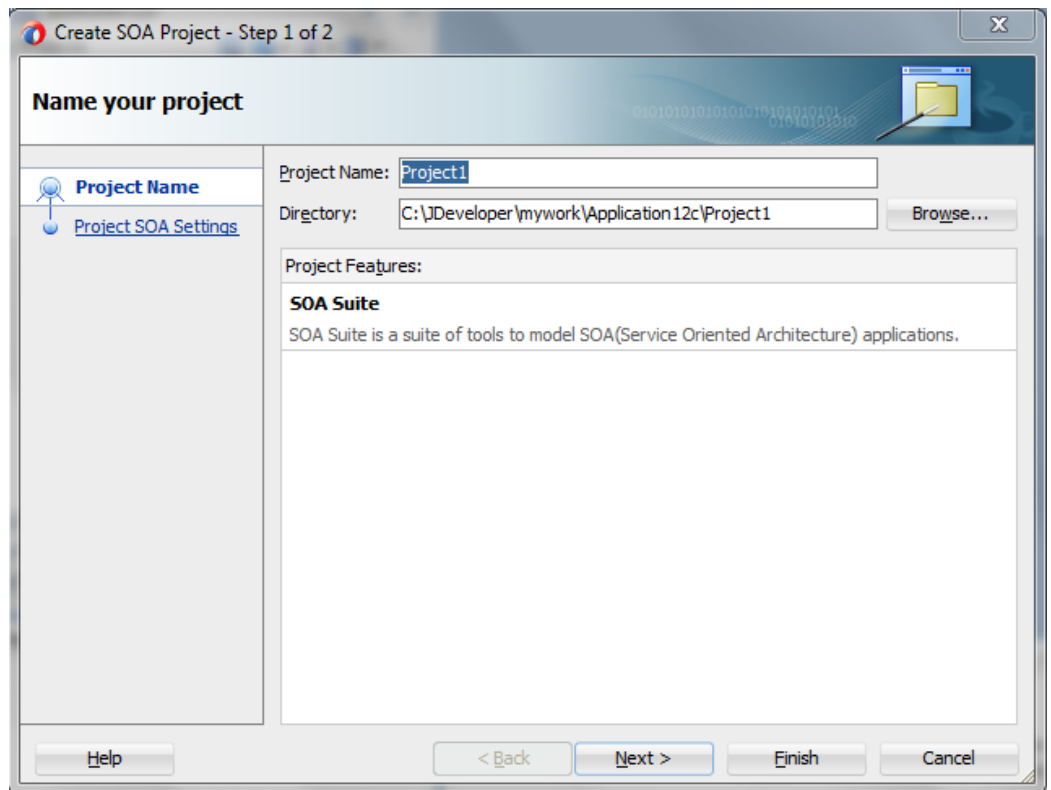 Create SOA Project - Step 1 of 2
Name your project
Project Name
Project SOA Settings
Project Name: Project1
Directory: C:\JDeveloper\mywork\Application12c\Project1 Browse...
Project Features:
SOA Suite
SOA Suite is a suite of tools to model SOA(Service Oriented Architecture) applications.
Help < Back Next > Finish Cancel